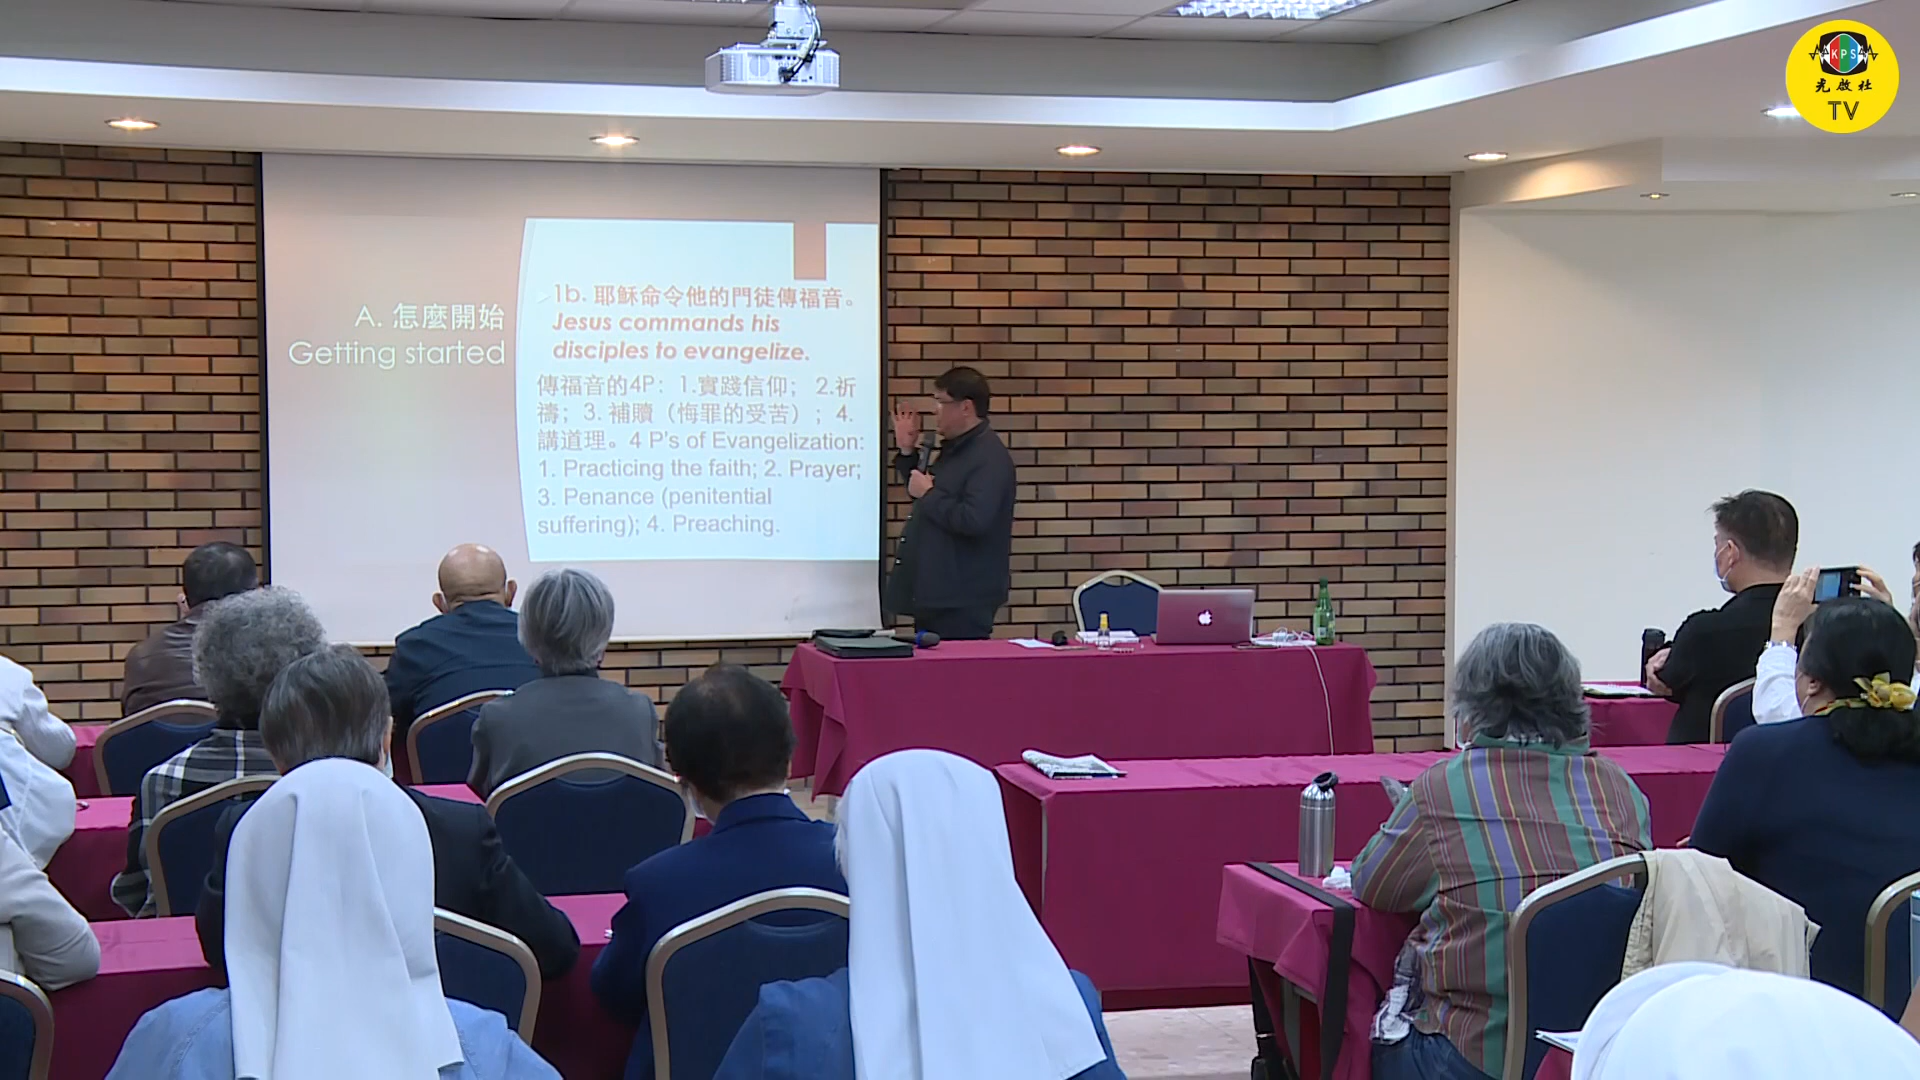 KPS
光啟社
TV
A. 怎麼開始
Getting started
1b. 耶穌命令他的門徒傳福音。
Jesus commands his
disciples to evangelize.
傳福音的4P：1.實踐信仰； 2.祈
禱；3. 補贖（悔罪的受苦）； 4.
講道理。4 P's of Evangelization:
1. Practicing the faith; 2. Prayer;
3. Penance (penitential
suffering); 4. Preaching.